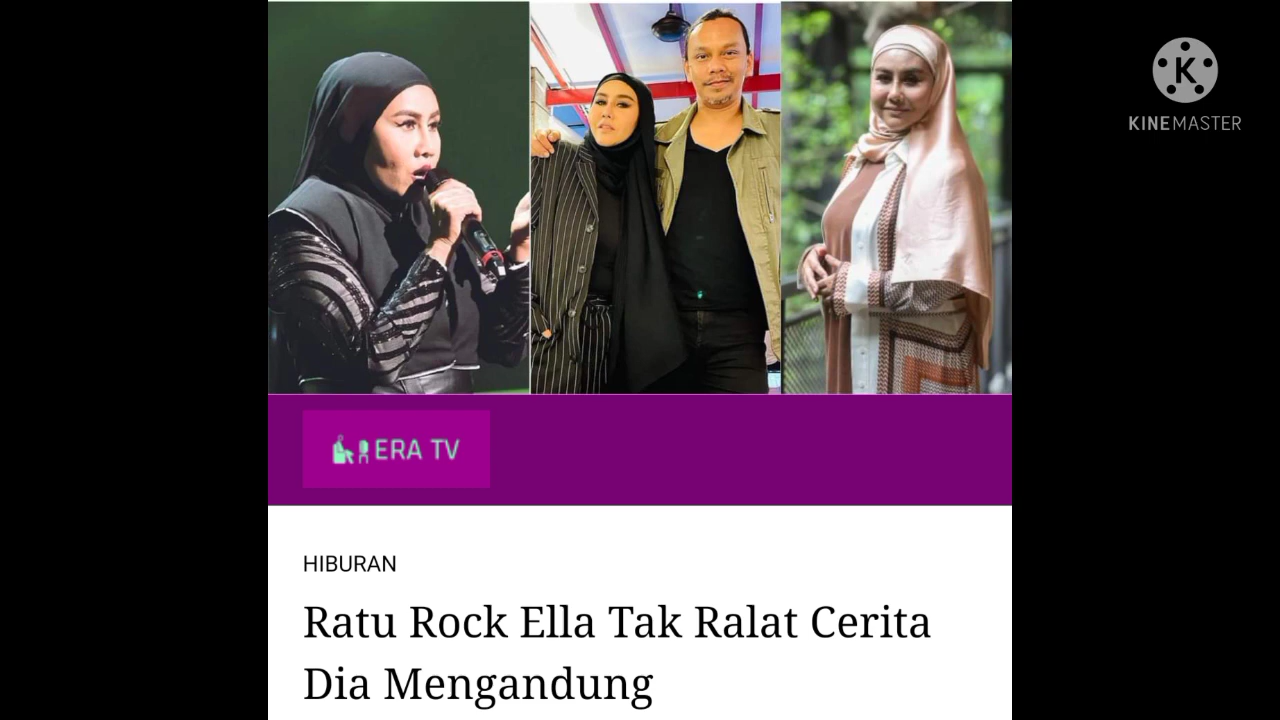 KINEMASTER
ERA TV
HIBURAN
Ratu Rock Ella Tak Ralat Cerita
Dia Mengandung